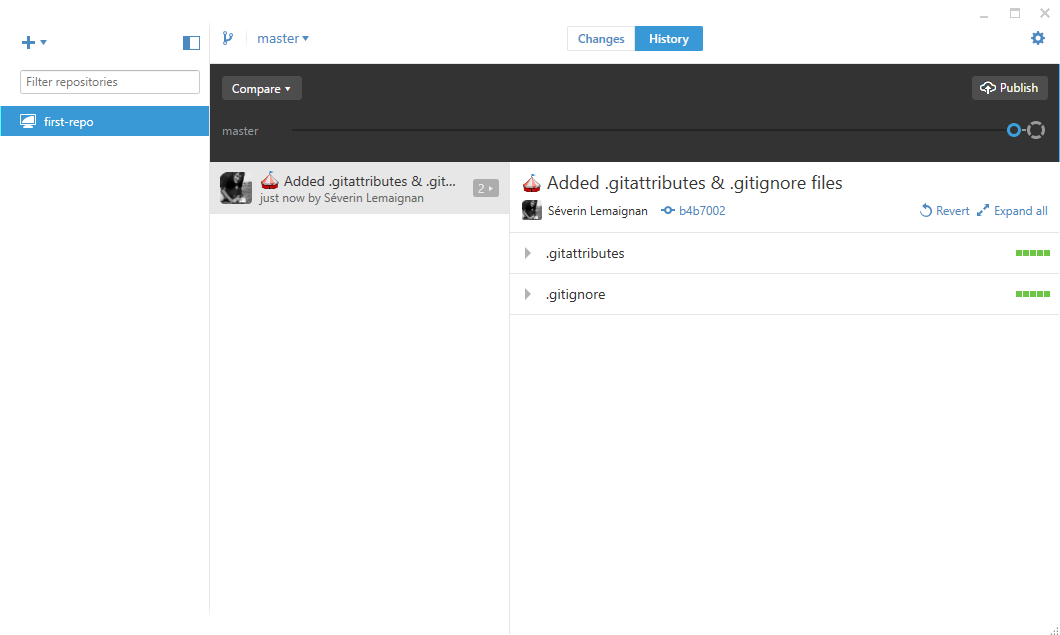 master
Changes
History
Filter repositories
first-repo
Compare
Publish
master
Added .gitattributes & .git...
just now by Séverin Lemaignan
2
Added .gitattributes & .gitignore files
Séverin Lemaignan
b4b7002
Revert
Expand all
.gitattributes
.gitignore